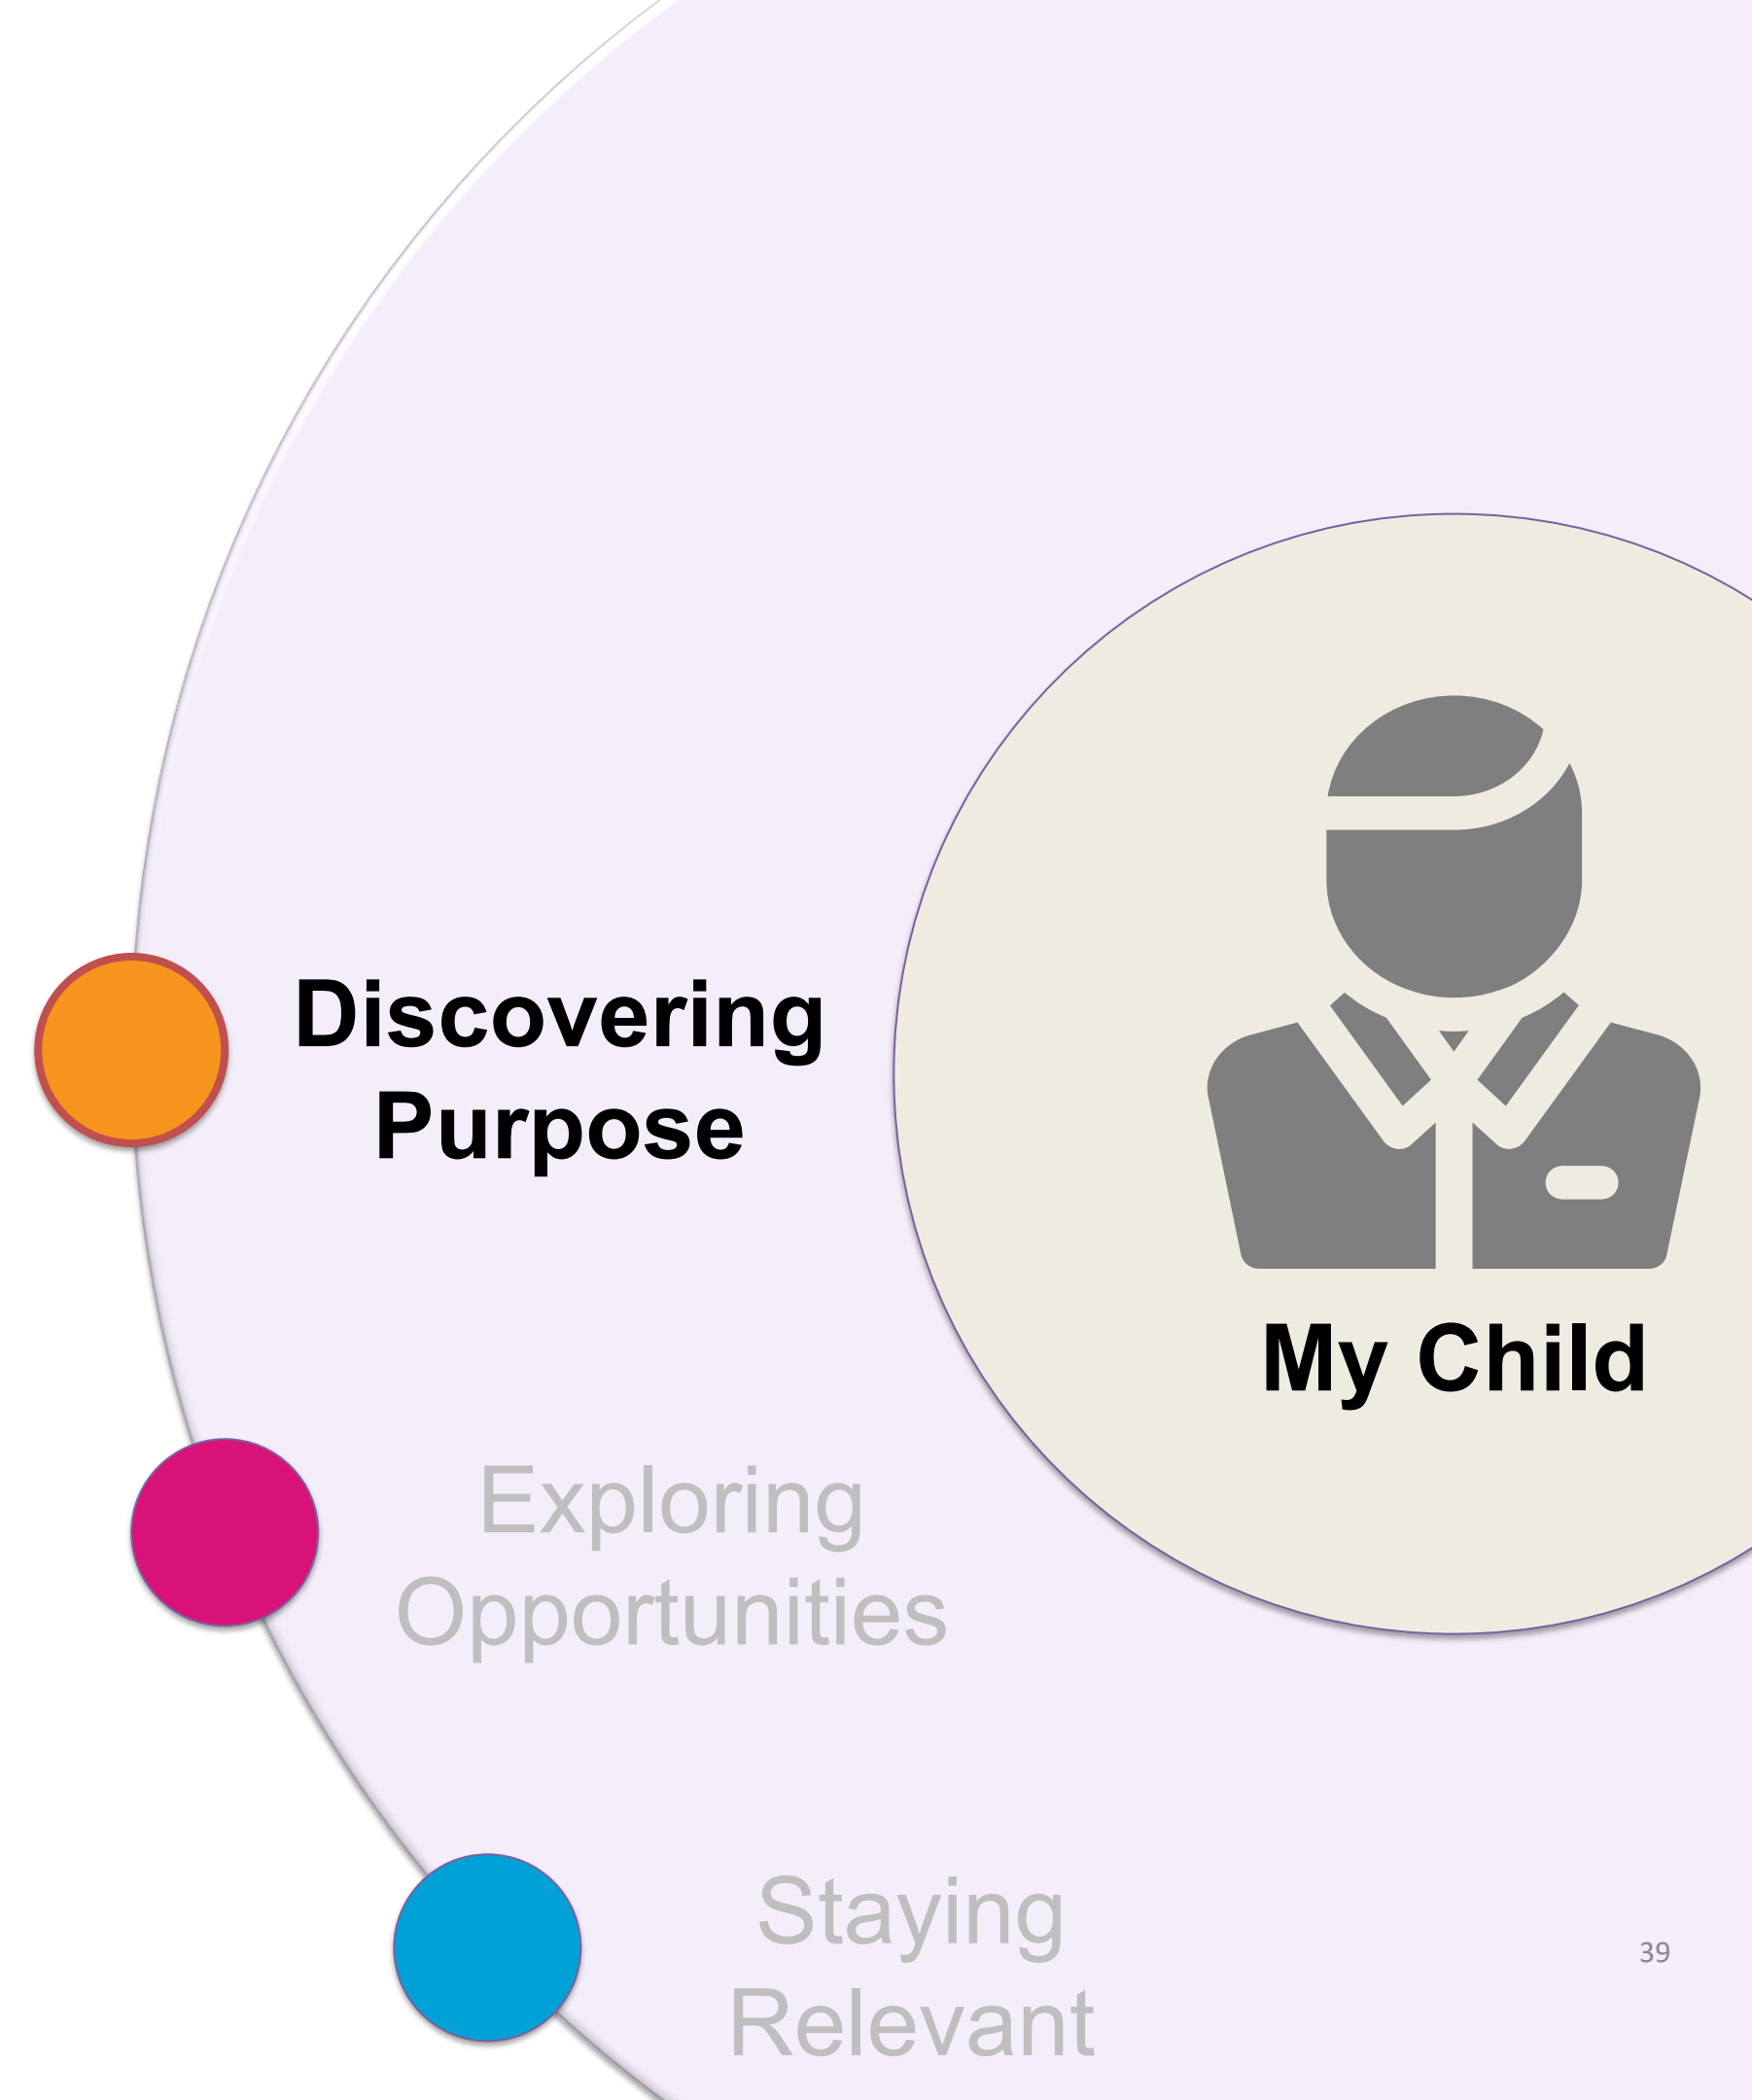 Discovering
Purpose
My Child
Exploring
Opportunities
Staying
Relevant
39